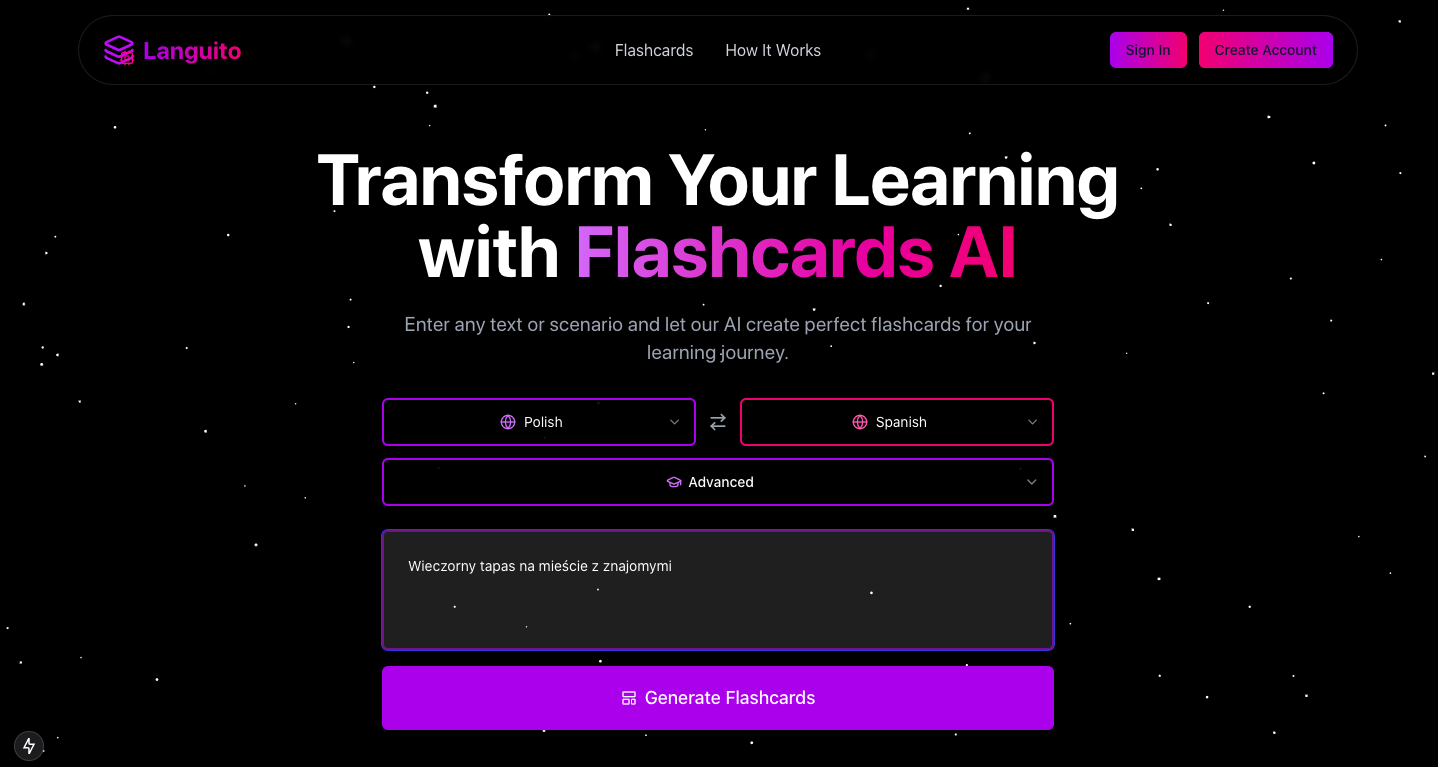 Languito
Flashcards
How It Works
Sign In
Create Account
Transform Your Learning
with Flashcards AI
Enter any text or scenario and let our AI create perfect flashcards for your
learning journey.
Polish
Spanish
Advanced
Wieczorny tapas na mieście z znajomymi
Generate Flashcards